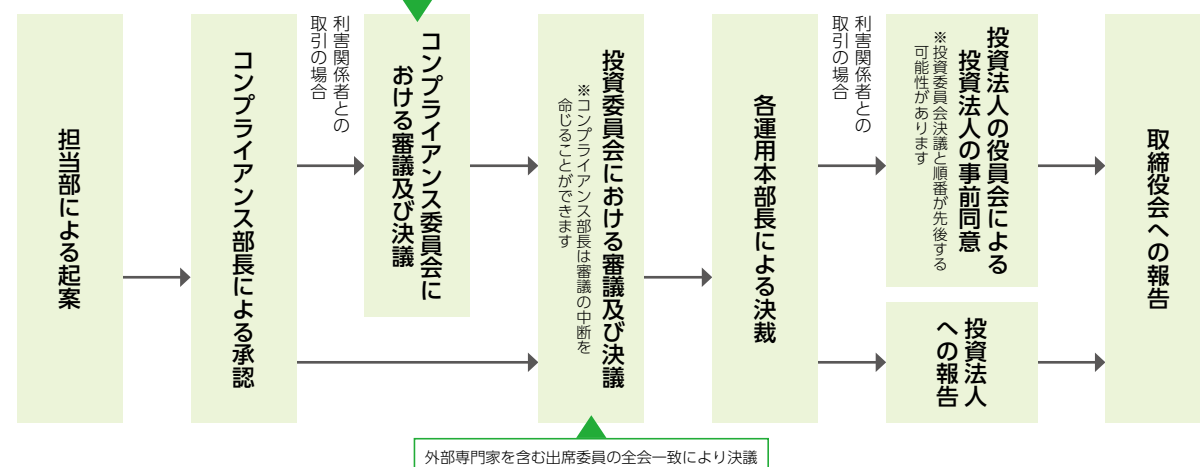 担当部による起案
コンプライアンス部長による承認
利害関係者との
取引の場合
コンプライアンス委員会に
おける審議及び決議
投資委員会における審議及び決議
※コンプライアンス部長は審議の中断を
命じることができます
各運用本部長による決裁
利害関係者との
取引の場合
投資法人の役員会による
投資法人の事前同意
※投資委員会決議と順番が先後する
可能性があります
投資法人
への報告
取締役会への報告
外部専門家を含む出席委員の全会一致により決議